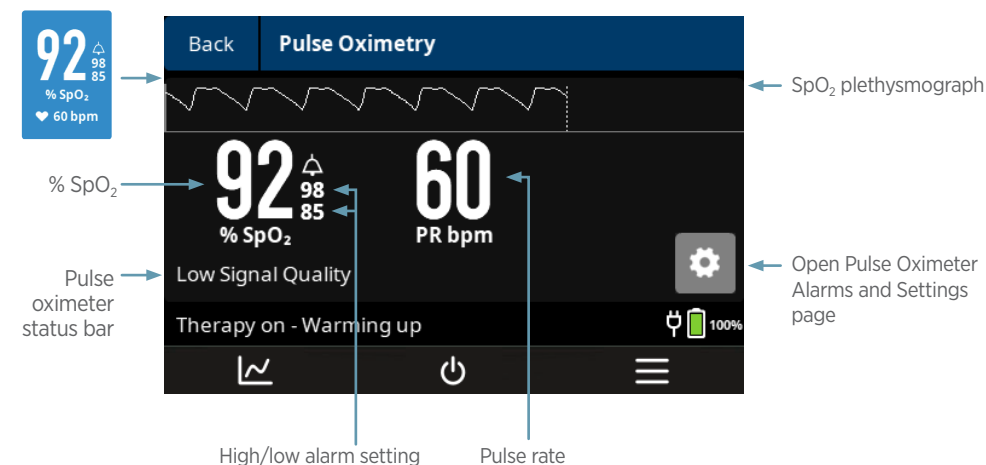 92
98
85
% SpO₂
60 bpm
Back
Pulse Oximetry
SpO₂ plethysmograph
% SpO₂
92
98
85
% SpO₂
60
PR bpm
Pulse
oximeter
status bar
Low Signal Quality
Open Pulse Oximeter
Alarms and Settings
page
Therapy on - Warming up
100%
High/low alarm setting
Pulse rate